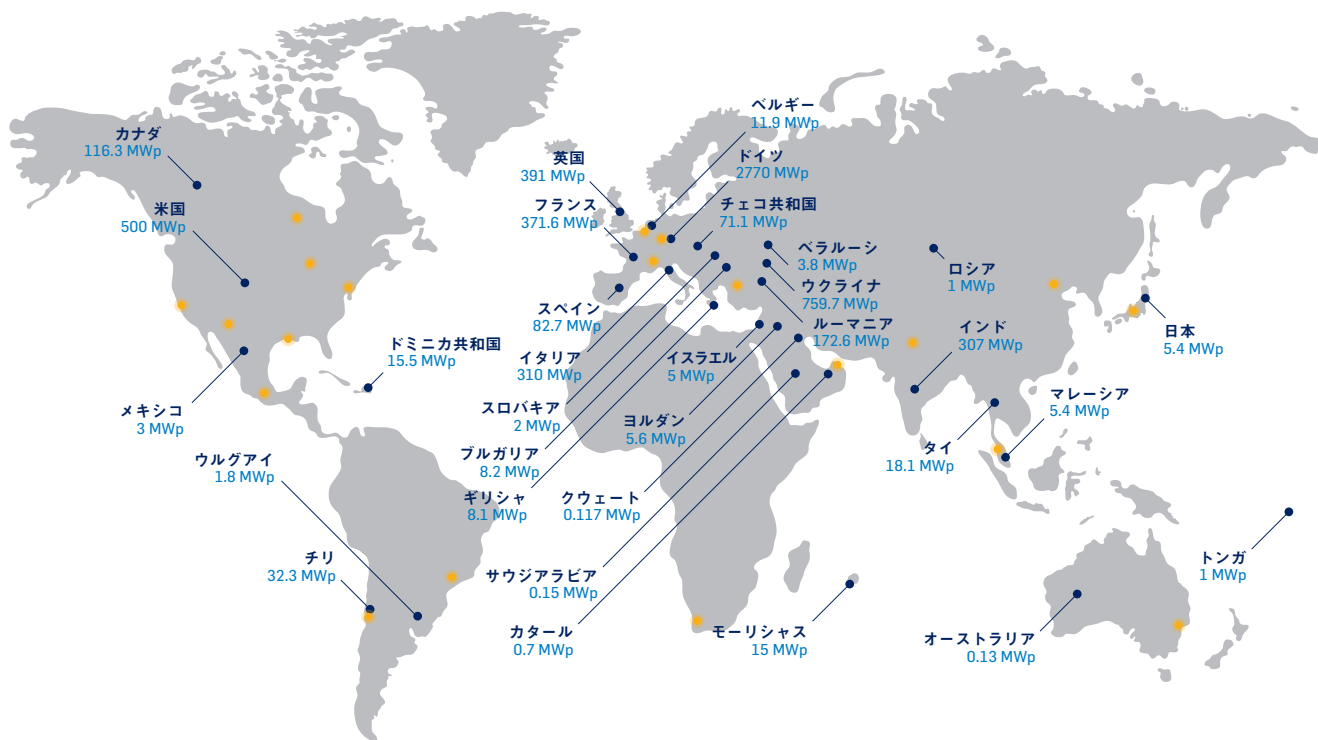 ベルギー
11.9 MWp
カナダ
116.3 MWp
英国
391 MWp
ドイツ
2770 MWp
米国
500 MWp
フランス
371.6 MWp
チェコ共和国
71.1 MWp
ベラルーシ
3.8 MWp
ロシア
1 MWp
ウクライナ
759.7 MWp
スペイン
82.7 MWp
ルーマニア
172.6 MWp
インド
307 MWp
日本
5.4 MWp
ドミニカ共和国
15.5 MWp
イタリア
310 MWp
イスラエル
5 MWp
メキシコ
3 MWp
スロバキア
2 MWp
ヨルダン
5.6 MWp
マレーシア
5.4 MWp
タイ
18.1 MWp
ウルグアイ
1.8 MWp
ブルガリア
8.2 MWp
ギリシャ
8.1 MWp
クウェート
0.117 MWp
チリ
32.3 MWp
サウジアラビア
0.15 MWp
トンガ
1 MWp
カタール
0.7 MWp
モーリシャス
15 MWp
オーストラリア
0.13 MWp